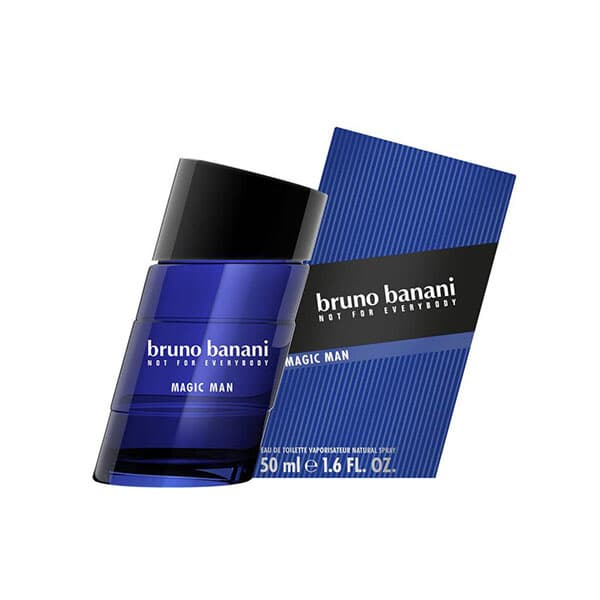 bruno banani
NOT FOR EVERYBODY
MAGIC MAN
bruno banani
NOT FOR EVERYBODY
MAGIC MAN
EAU DE TOILETTE VAPORISATEUR NATURAL SPRAY
50 ml e 1.6 FL. OZ.